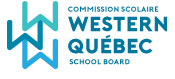 COMMISSION SCOLAIRE
WESTERN
QUÉBEC
SCHOOL BOARD